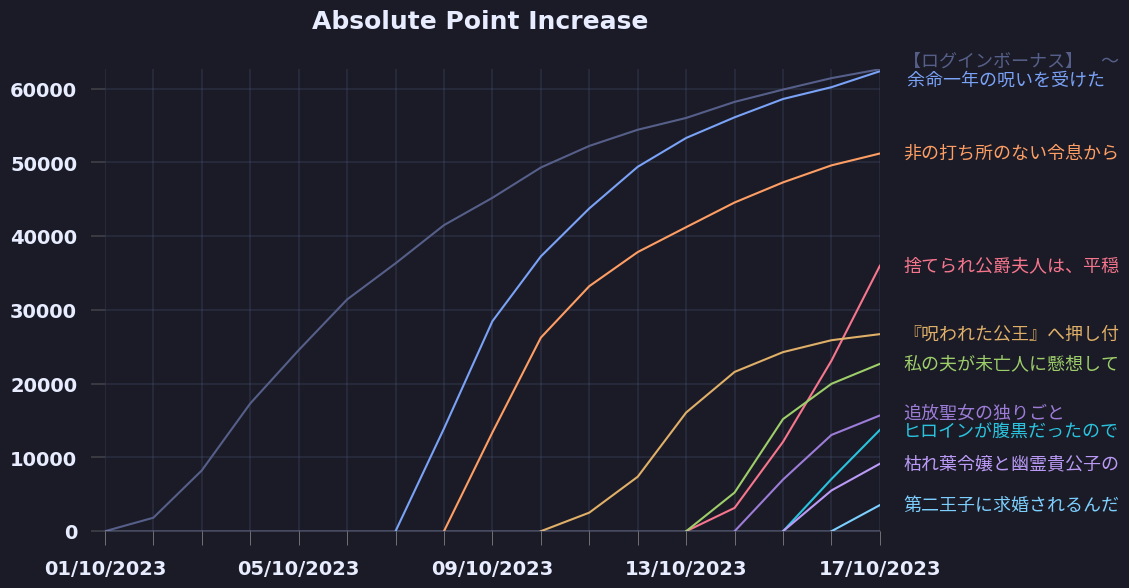 Absolute Point Increase
【ログインボーナス】 ～
余命一年の呪いを受けた
60000
非の打ち所のない令息から
50000
40000
捨てられ公爵夫人は、平穏
30000
『呪われた公王』へ押し付
私の夫が未亡人に懸想して
20000
追放聖女の独りごと
ヒロインが腹黒だったので
10000
枯れ葉令嬢と幽霊貴公子の
第二王子に求婚されるんだ
0
01/10/2023 05/10/2023 09/10/2023 13/10/2023 17/10/2023